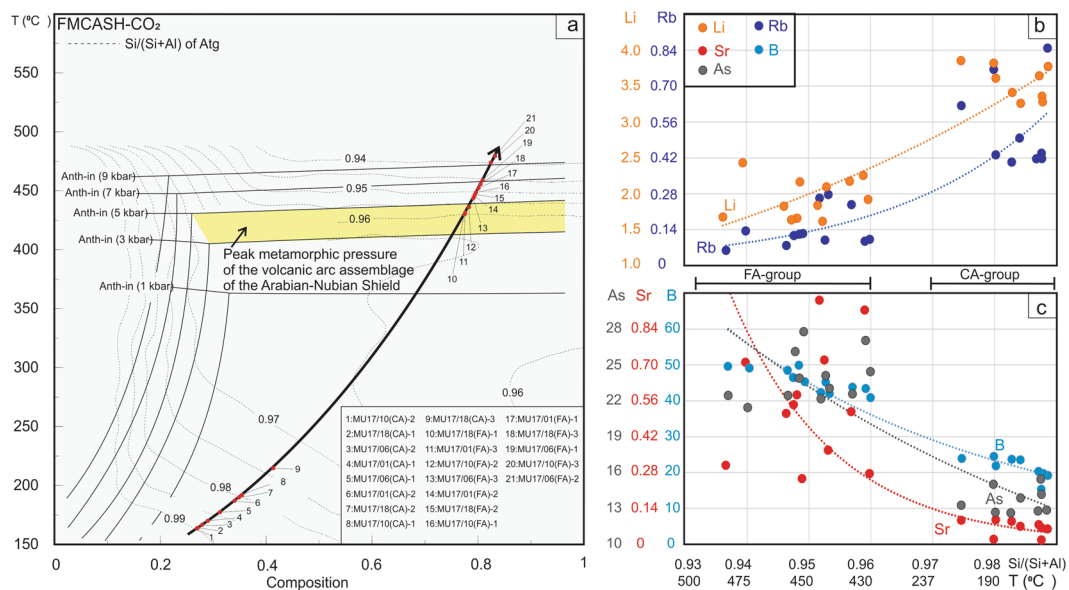 T (°C )
FMCASH-CO₂
Si/(Si+Al) of Atg
a
550
500
450
400
350
300
250
200
150
0
0.2
0.4
0.6
0.8
1
Composition
Anth-in (9 kbar)
Anth-in (7 kbar)
Anth-in (5 kbar)
Anth-in (3 kbar)
Anth-in (1 kbar)
0.94
0.95
0.96
0.96
0.97
0.98
0.99
Peak metamorphic pressure
of the volcanic arc assemblage
of the Arabian-Nubian Shield
21
20
19
18
17
16
15
14
13
12
11
10
9
8
7
6
5
4
3
2
1
1:MU17/10(CA)-2 9:MU17/18(CA)-3 17:MU17/01(FA)-1
2:MU17/18(CA)-1 10:MU17/18(FA)-1 18:MU17/18(FA)-3
3:MU17/06(CA)-2 11:MU17/01(FA)-3 19:MU17/06(FA)-1
4:MU17/01(CA)-1 12:MU17/10(FA)-2 20:MU17/10(FA)-3
5:MU17/06(CA)-1 13:MU17/06(FA)-3 21:MU17/06(FA)-2
6:MU17/01(CA)-2 14:MU17/01(FA)-2
7:MU17/18(CA)-2 15:MU17/18(FA)-2
8:MU17/10(CA)-1 16:MU17/10(FA)-1
Li Rb
b
Li Rb
Sr B
As
4.0 0.84
3.5 0.70
3.0 0.56
2.5 0.42
2.0 0.28
1.5 0.14
1.0 0
Li
Rb
FA-group
CA-group
As Sr B
c
28 0.84 60
25 0.70 50
22 0.56 40
19 0.42 30
16 0.28 20
13 0.14 10
10 0 0
B
As
Sr
0.93 0.94 0.95 0.96 0.97 0.98 Si/(Si+Al)
500 475 450 430 237 190 T (°C)